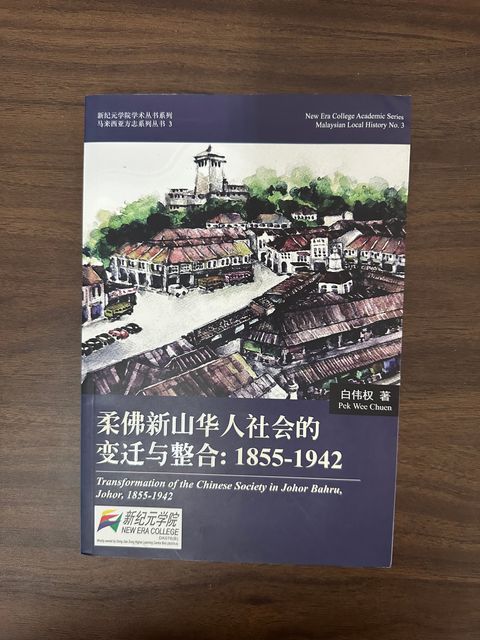 新纪元学院学术丛书系列
马来西亚方志系列丛书 3
New Era College Academic Series
Malaysian Local History No. 3
白伟权 著
Pek Wee Chuen
柔佛新山华人社会的
变迁与整合: 1855-1942
Transformation of the Chinese Society in Johor Bahru,
Johor, 1855-1942
新纪元学院
NEW ERA COLLEGE